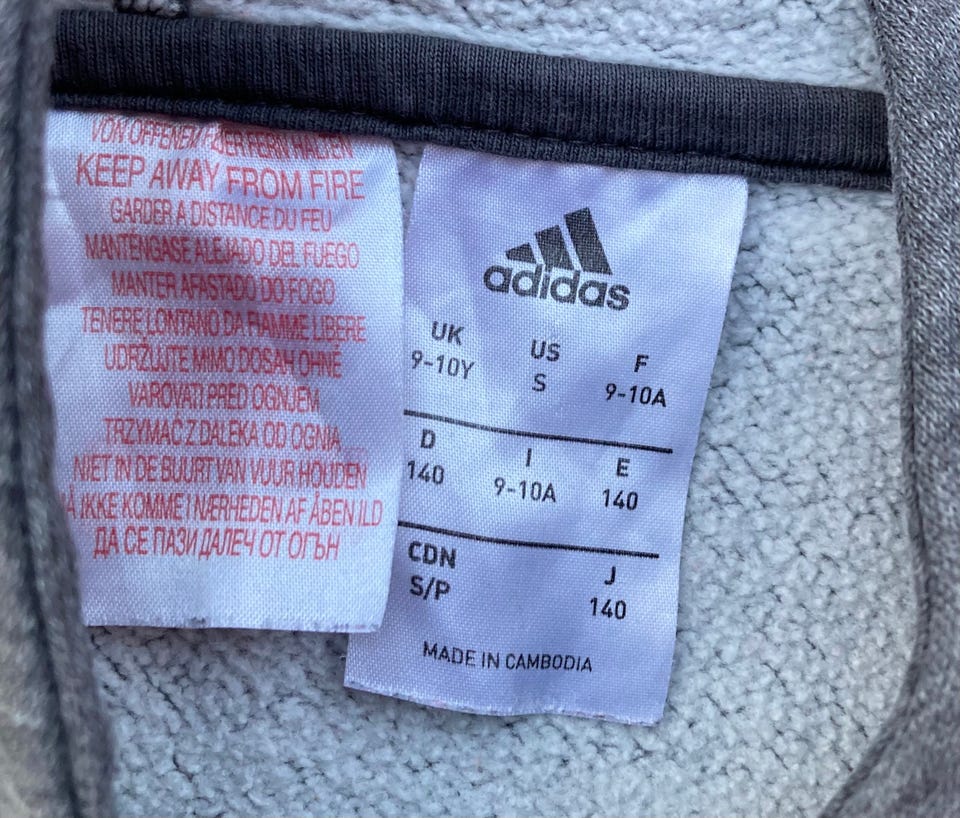 VON OFFENEM FEUER FERN HALTEN
KEEP AWAY FROM FIRE
GARDER A DISTANCE DU FEU
MANTÉNGASE ALEJADO DEL FUEGO
MANTER AFASTADO DO FOGO
TENERE LONTANO DA FIAMME LIBERE
UDRŽUJTE MIMO DOSAH OHNĚ
VAROVATI PRED OGNJEM
TRZYMAĆ Z DALEKA OD OGNIA
NIET IN DE BUURT VAN VUUR HOUDEN
MÅ IKKE KOMME I NÆRHEDEN AF ÅBEN ILD
ДА СЕ ПАЗИ ДАЛЕЧ ОТ ОГЪН
adidas
UK US F
9-10Y S 9-10A
D I E
140 9-10A 140
CDN J
S/P 140
MADE IN CAMBODIA